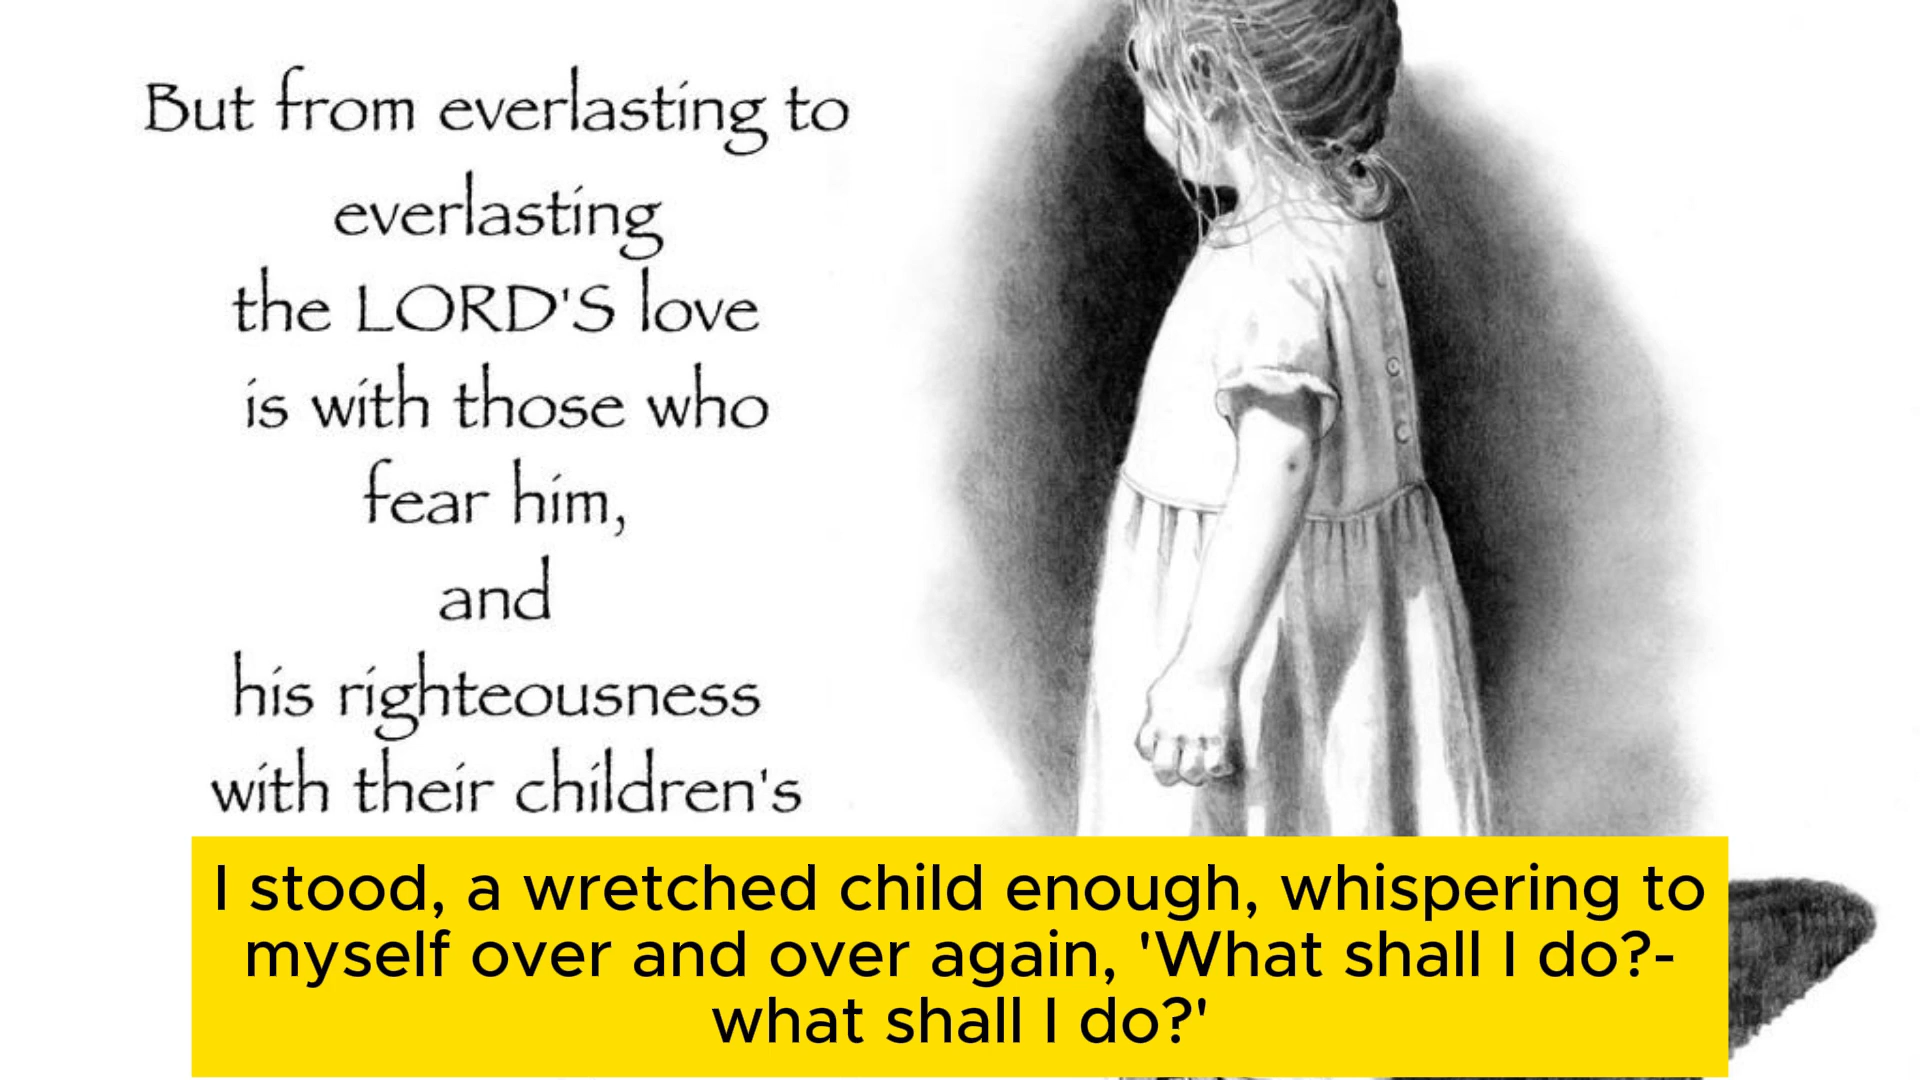 But from everlasting to
everlasting
the LORD'S love
is with those who
fear him,
and
his righteousness
with their children's
I stood, a wretched child enough, whispering to
myself over and over again, 'What shall I do?-
what shall I do?'